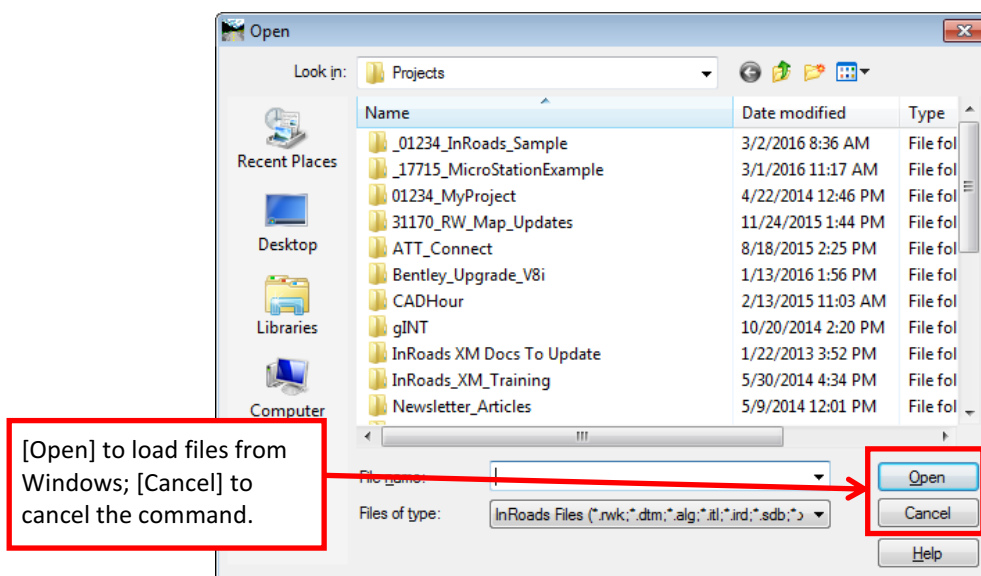 Open
Look in:
Projects
Name
Date modified
Type
_01234_InRoads_Sample
3/2/2016 8:36 AM
File fol
_17715_MicroStationExample
3/1/2016 11:17 AM
File fol
01234_MyProject
4/22/2014 12:46 PM
File fol
31170_RW_Map_Updates
11/24/2015 1:44 PM
File fol
ATT_Connect
8/18/2015 2:25 PM
File fol
Bentley_Upgrade_V8i
1/13/2016 1:56 PM
File fol
CADHour
2/13/2015 11:03 AM
File fol
gINT
10/20/2014 2:20 PM
File fol
InRoads XM Docs To Update
1/22/2013 3:52 PM
File fol
InRoads_XM_Training
5/30/2014 4:34 PM
File fol
Newsletter_Articles
5/9/2014 12:01 PM
File fol
Recent Places
Desktop
Libraries
Computer
[Open] to load files from
Windows; [Cancel] to
cancel the command.
File name:
Open
Files of type:
InRoads Files (*.rwk;*.dtm;*.alg;*.itl;*.ird;*.sdb;*.
Cancel
Help